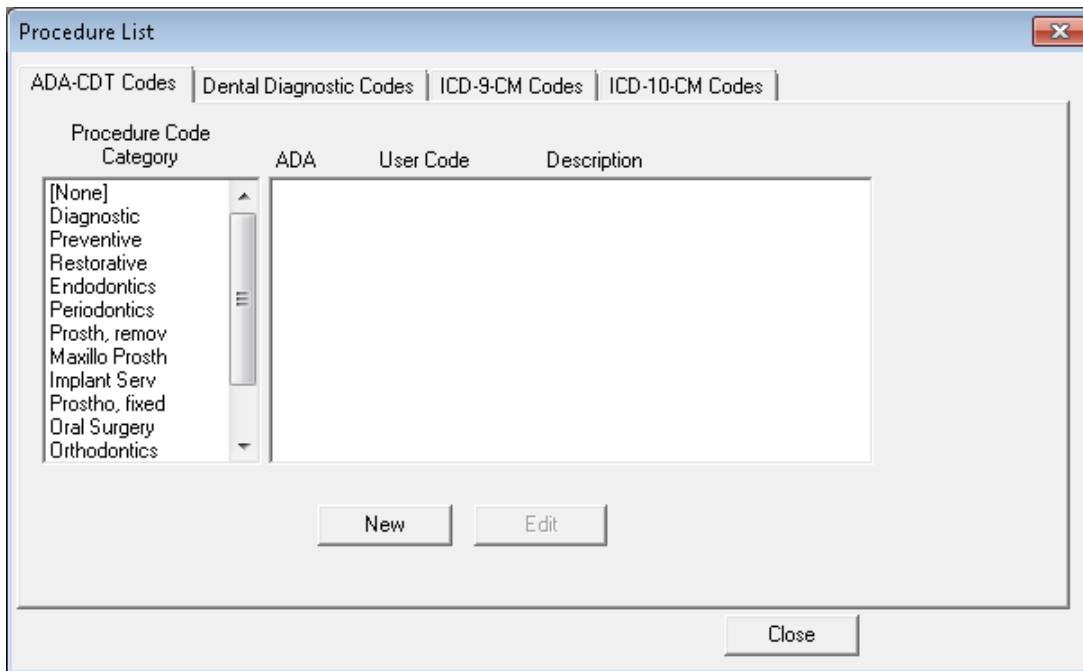 Procedure List
ADA-CDT Codes
Dental Diagnostic Codes
ICD-9-CM Codes
ICD-10-CM Codes
Procedure Code
Category
ADA
User Code
Description
[None]
Diagnostic
Preventive
Restorative
Endodontics
Periodontics
Prosth, remov
Maxillo Prosth
Implant Serv
Prostho, fixed
Oral Surgery
Orthodontics
New
Edit
Close